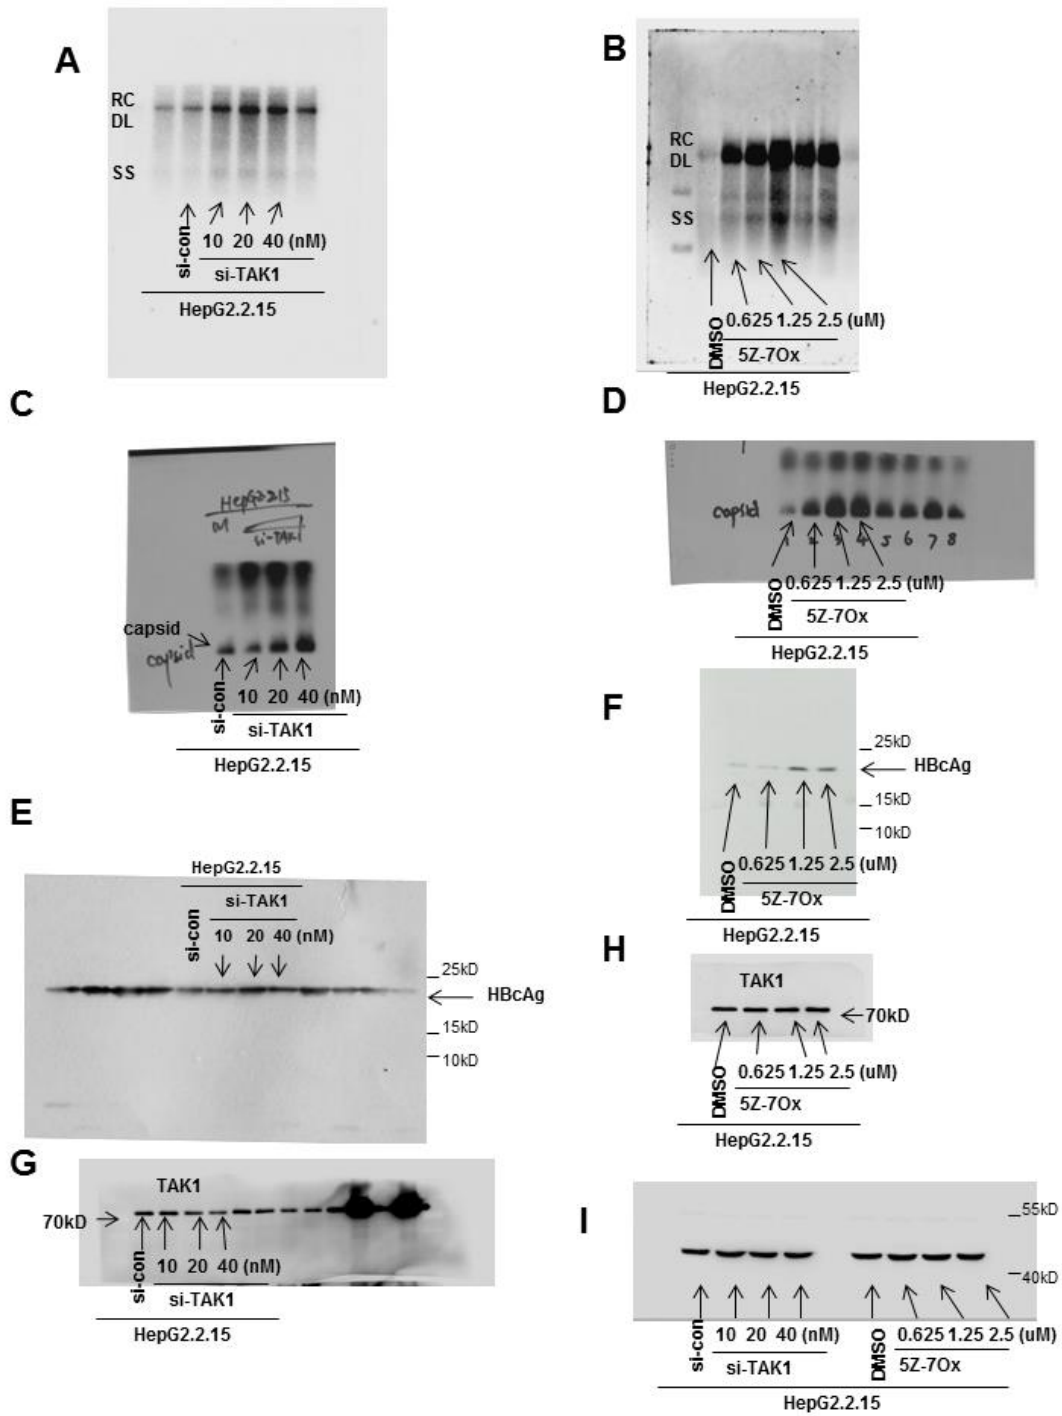 A
RC
DL
SS
si-con
10 20 40 (nM)
si-TAK1
HepG2.2.15
B
RC
DL
SS
DMSO
0.625 1.25 2.5 (uM)
5Z-7Ox
HepG2.2.15
C
HepG2215
M
si-TAK1
capsid
capsid
si-con
10 20 40 (nM)
si-TAK1
HepG2.2.15
D
capsid
1 2 3 4 5 6 7 8
DMSO
0.625 1.25 2.5 (uM)
5Z-7Ox
HepG2.2.15
E
HepG2.2.15
si-TAK1
si-con
10 20 40 (nM)
25kD
HBcAg
15kD
10kD
F
25kD
HBcAg
15kD
10kD
DMSO
0.625 1.25 2.5 (uM)
5Z-7Ox
HepG2.2.15
G
TAK1
70kD
si-con
10 20 40 (nM)
si-TAK1
HepG2.2.15
H
TAK1
70kD
DMSO
0.625 1.25 2.5 (uM)
5Z-7Ox
HepG2.2.15
I
55kD
40kD
si-con
10 20 40 (nM)
si-TAK1
DMSO
0.625 1.25 2.5 (uM)
5Z-7Ox
HepG2.2.15